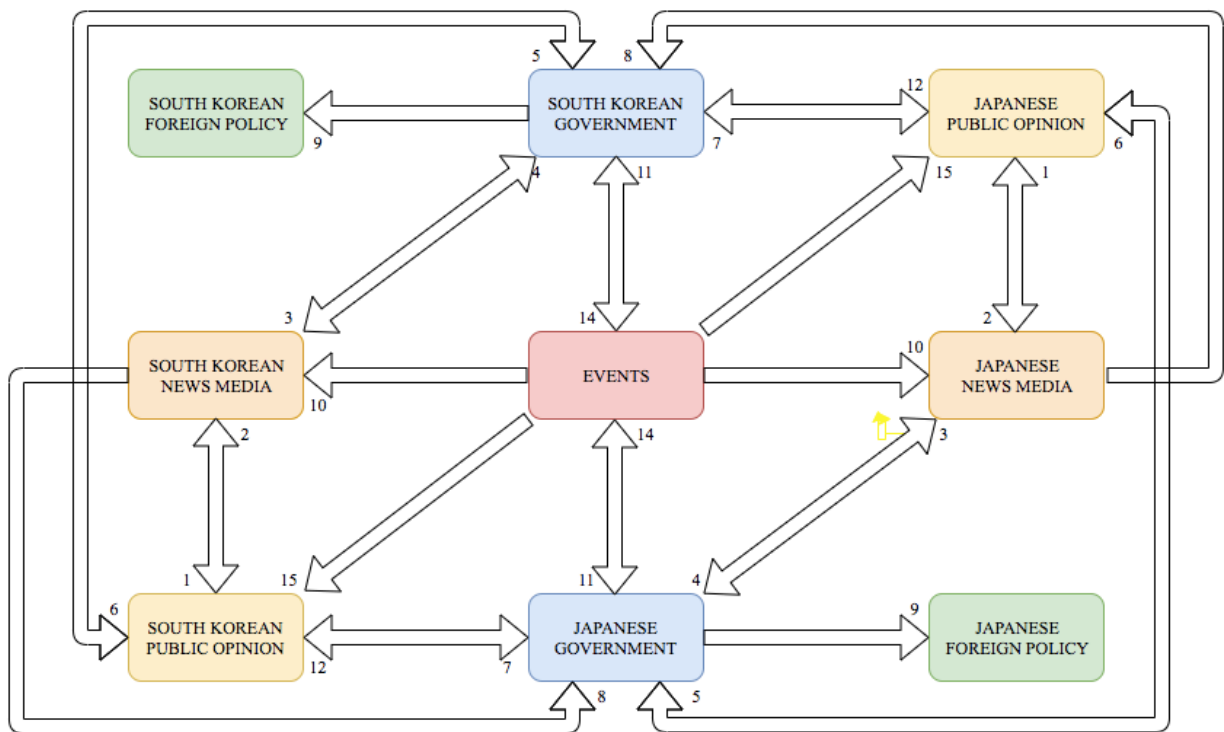 5
8
SOUTH KOREAN
FOREIGN POLICY
9
SOUTH KOREAN
GOVERNMENT
12
7
JAPANESE
PUBLIC OPINION
6
4
11
15
1
3
14
10
2
SOUTH KOREAN
NEWS MEDIA
10
EVENTS
JAPANESE
NEWS MEDIA
2
14
3
1
15
11
4
6
SOUTH KOREAN
PUBLIC OPINION
12
7
JAPANESE
GOVERNMENT
9
JAPANESE
FOREIGN POLICY
8
5